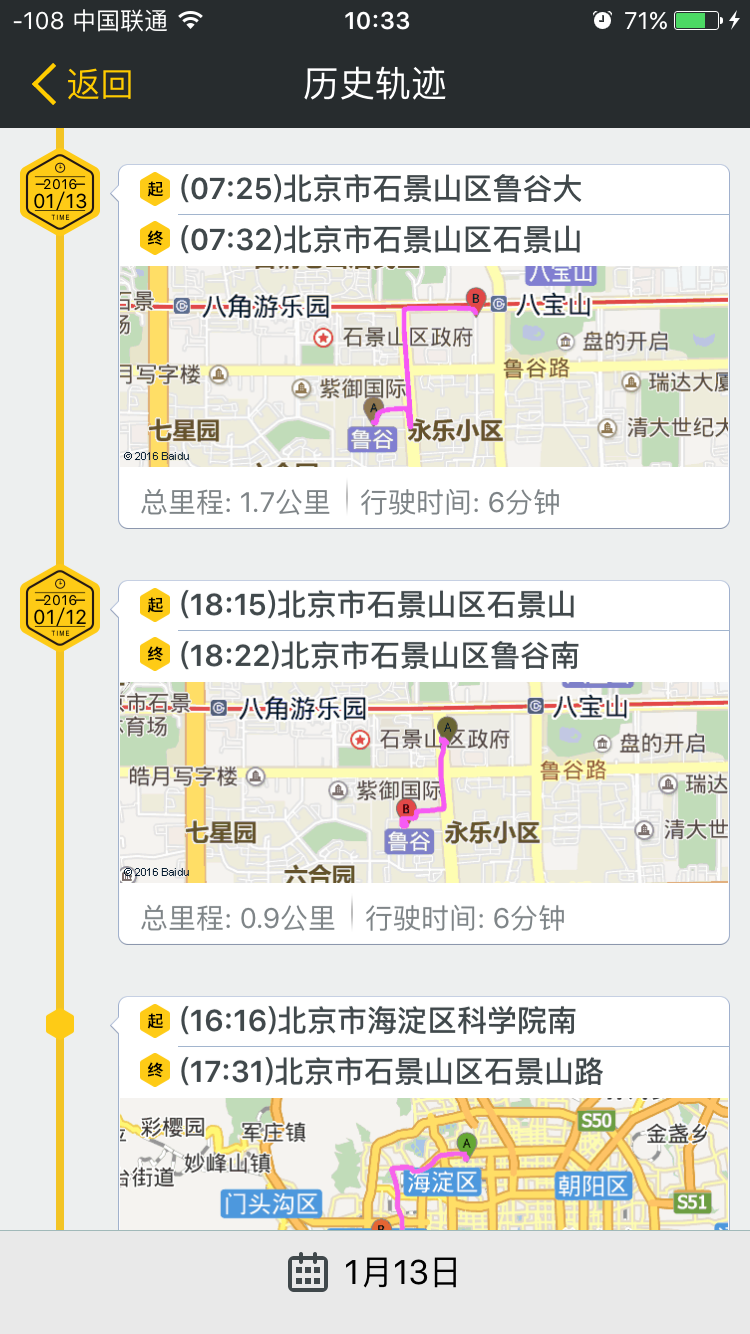 -108 中国联通 10:33 71%
返回 历史轨迹
2016
01/13
TIME
起 (07:25)北京市石景山区鲁谷大
终 (07:32)北京市石景山区石景山
八宝山
石景
八角游乐园
B
八宝山
场
石景山区政府
盘的开启
月写字楼
紫御国际
鲁谷路
瑞达大厦
A
七星园
鲁谷
永乐小区
清大世纪大
© 2016 Baidu
六合园
总里程: 1.7公里 行驶时间: 6分钟
2016
01/12
TIME
起 (18:15)北京市石景山区石景山
终 (18:22)北京市石景山区鲁谷南
市石景
八角游乐园
八宝山
育场
石景山区政府
A
盘的开启
皓月写字楼
紫御国际
鲁谷路
瑞达
B
七星园
鲁谷
永乐小区
清大世
© 2016 Baidu
六合园
总里程: 0.9公里 行驶时间: 6分钟
起 (16:16)北京市海淀区科学院南
终 (17:31)北京市石景山区石景山路
彩樱园
军庄镇
A
S50
金盏乡
台街道
妙峰山镇
海淀区
朝阳区
门头沟区
S51
B
1月13日